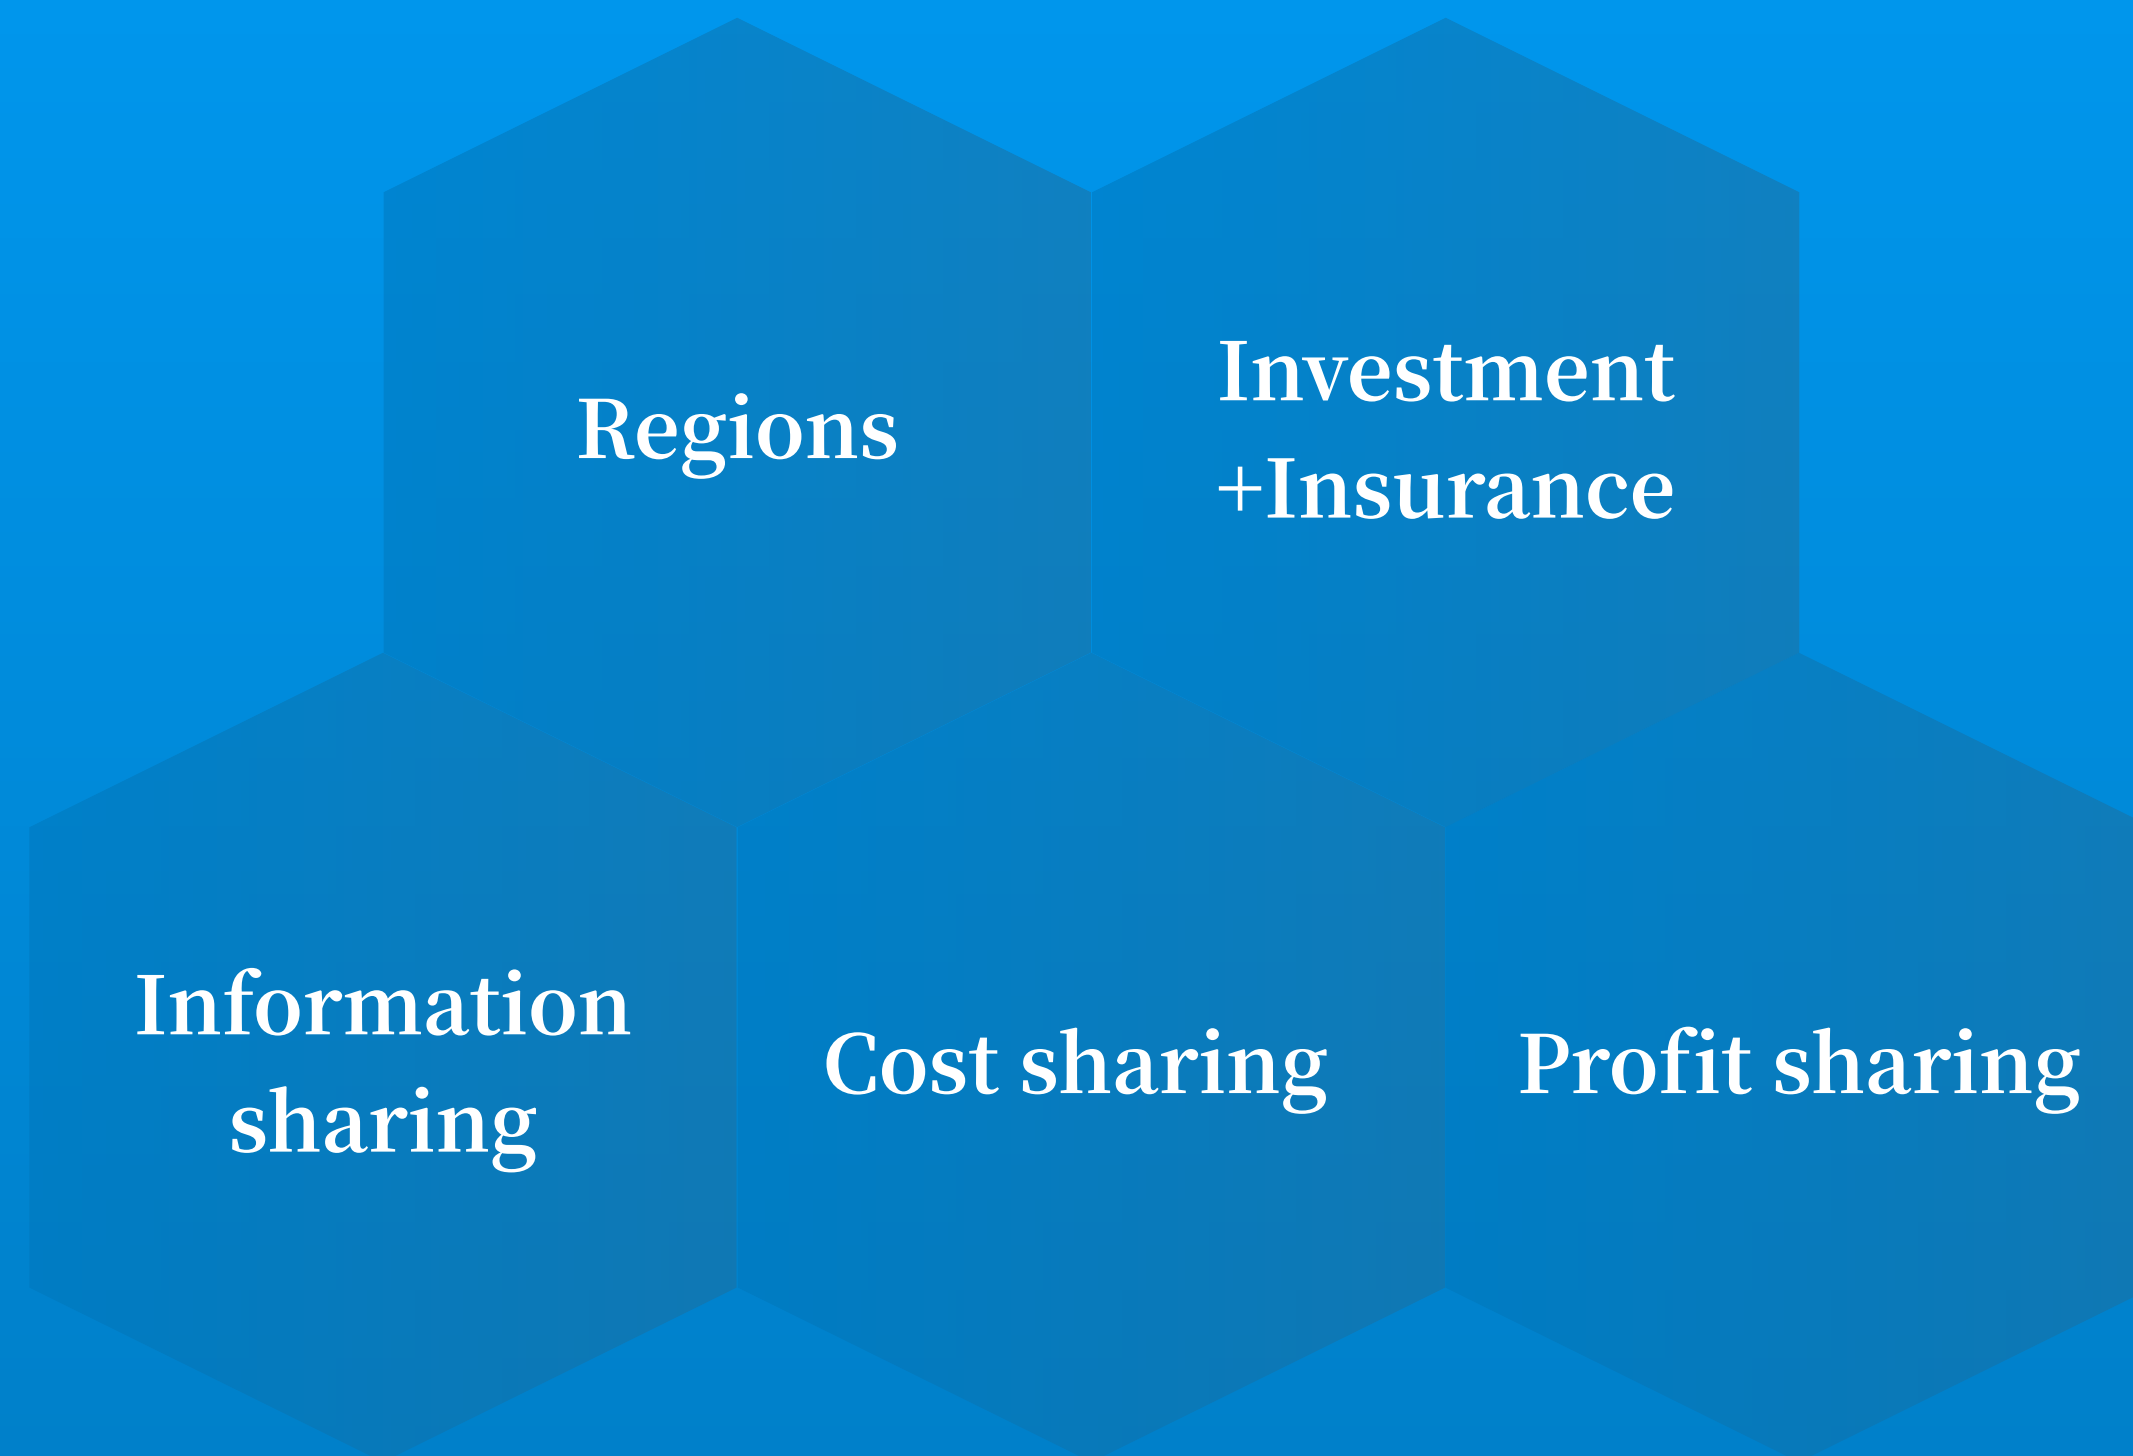 Regions
Investment
+Insurance
Information
sharing
Cost sharing
Profit sharing